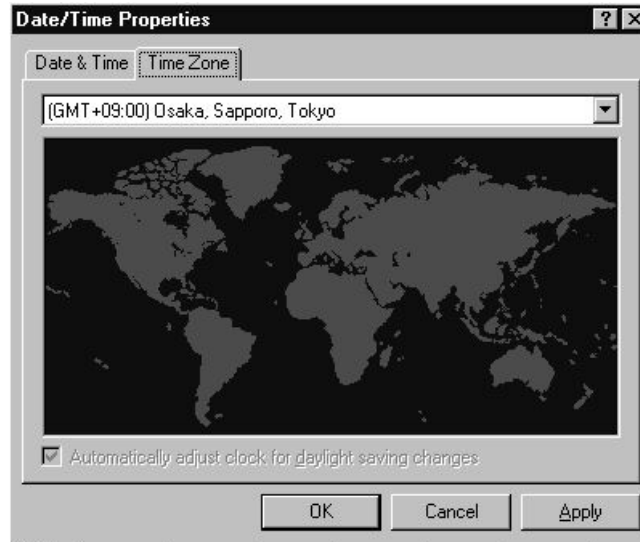 Date/Time Properties
Date & Time Time Zone
(GMT+09:00) Osaka, Sapporo, Tokyo
Automatically adjust clock for daylight saving changes
OK Cancel Apply